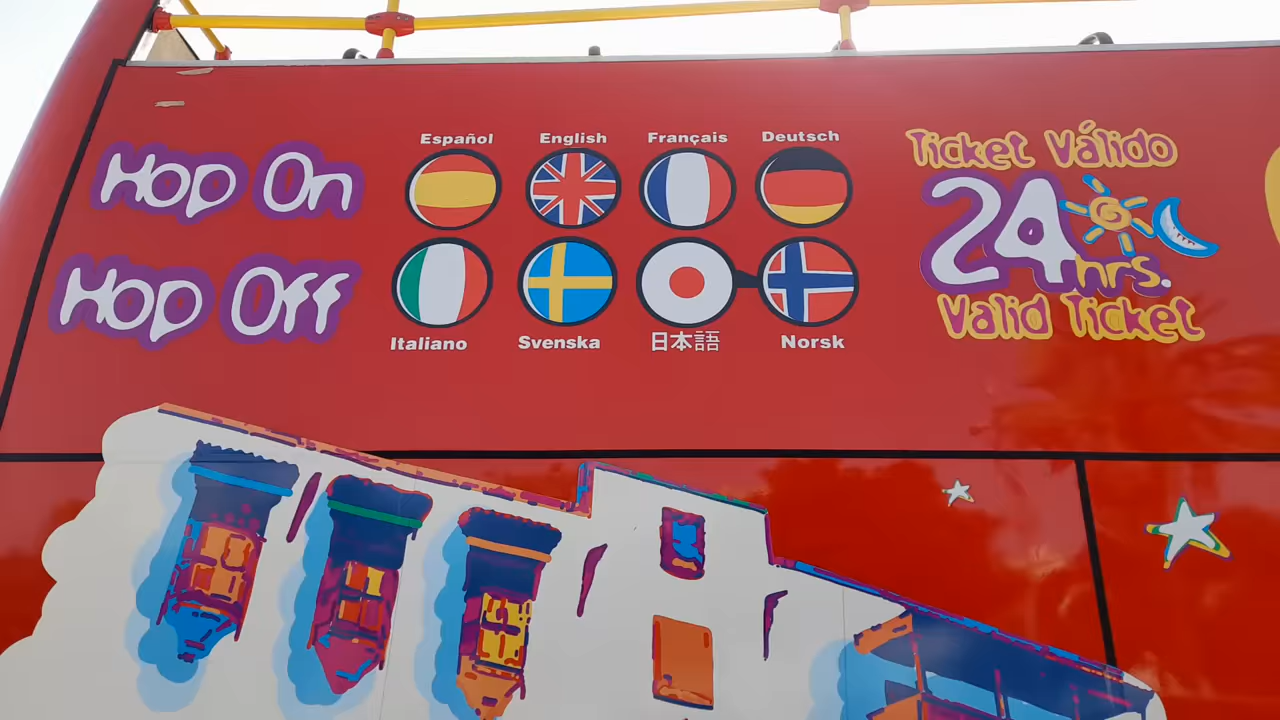 Hop On
Hop Off
Español English Français Deutsch
Italiano Svenska 日本語 Norsk
Ticket Válido
24 hrs.
Valid Ticket